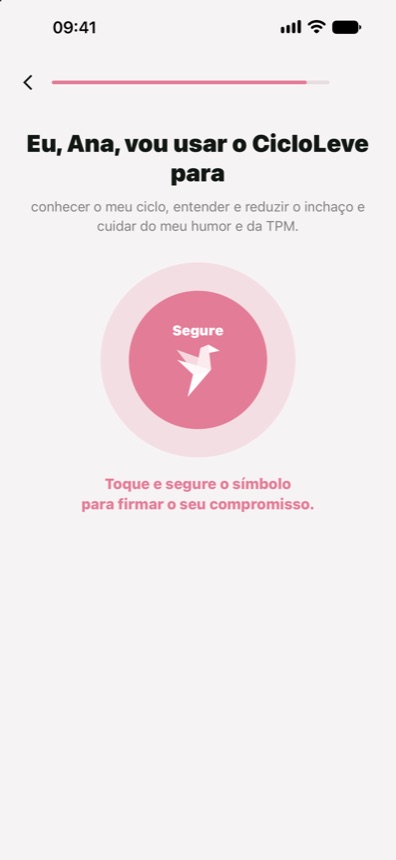 09:41
Eu, Ana, vou usar o CicloLeve
para
conhecer o meu ciclo, entender e reduzir o inchaço e
cuidar do meu humor e da TPM.
Segure
Toque e segure o símbolo
para firmar o seu compromisso.